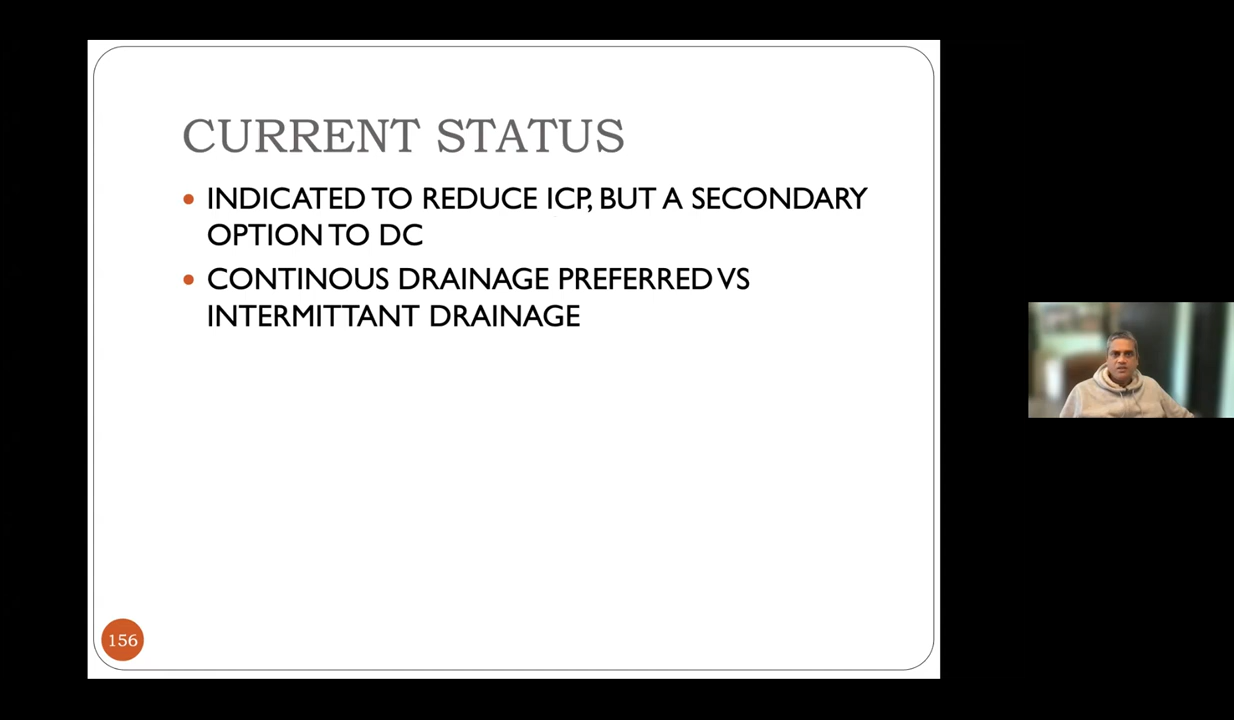 CURRENT STATUS
INDICATED TO REDUCE ICP, BUT A SECONDARY
OPTION TO DC
CONTINOUS DRAINAGE PREFERRED VS
INTERMITTANT DRAINAGE
156